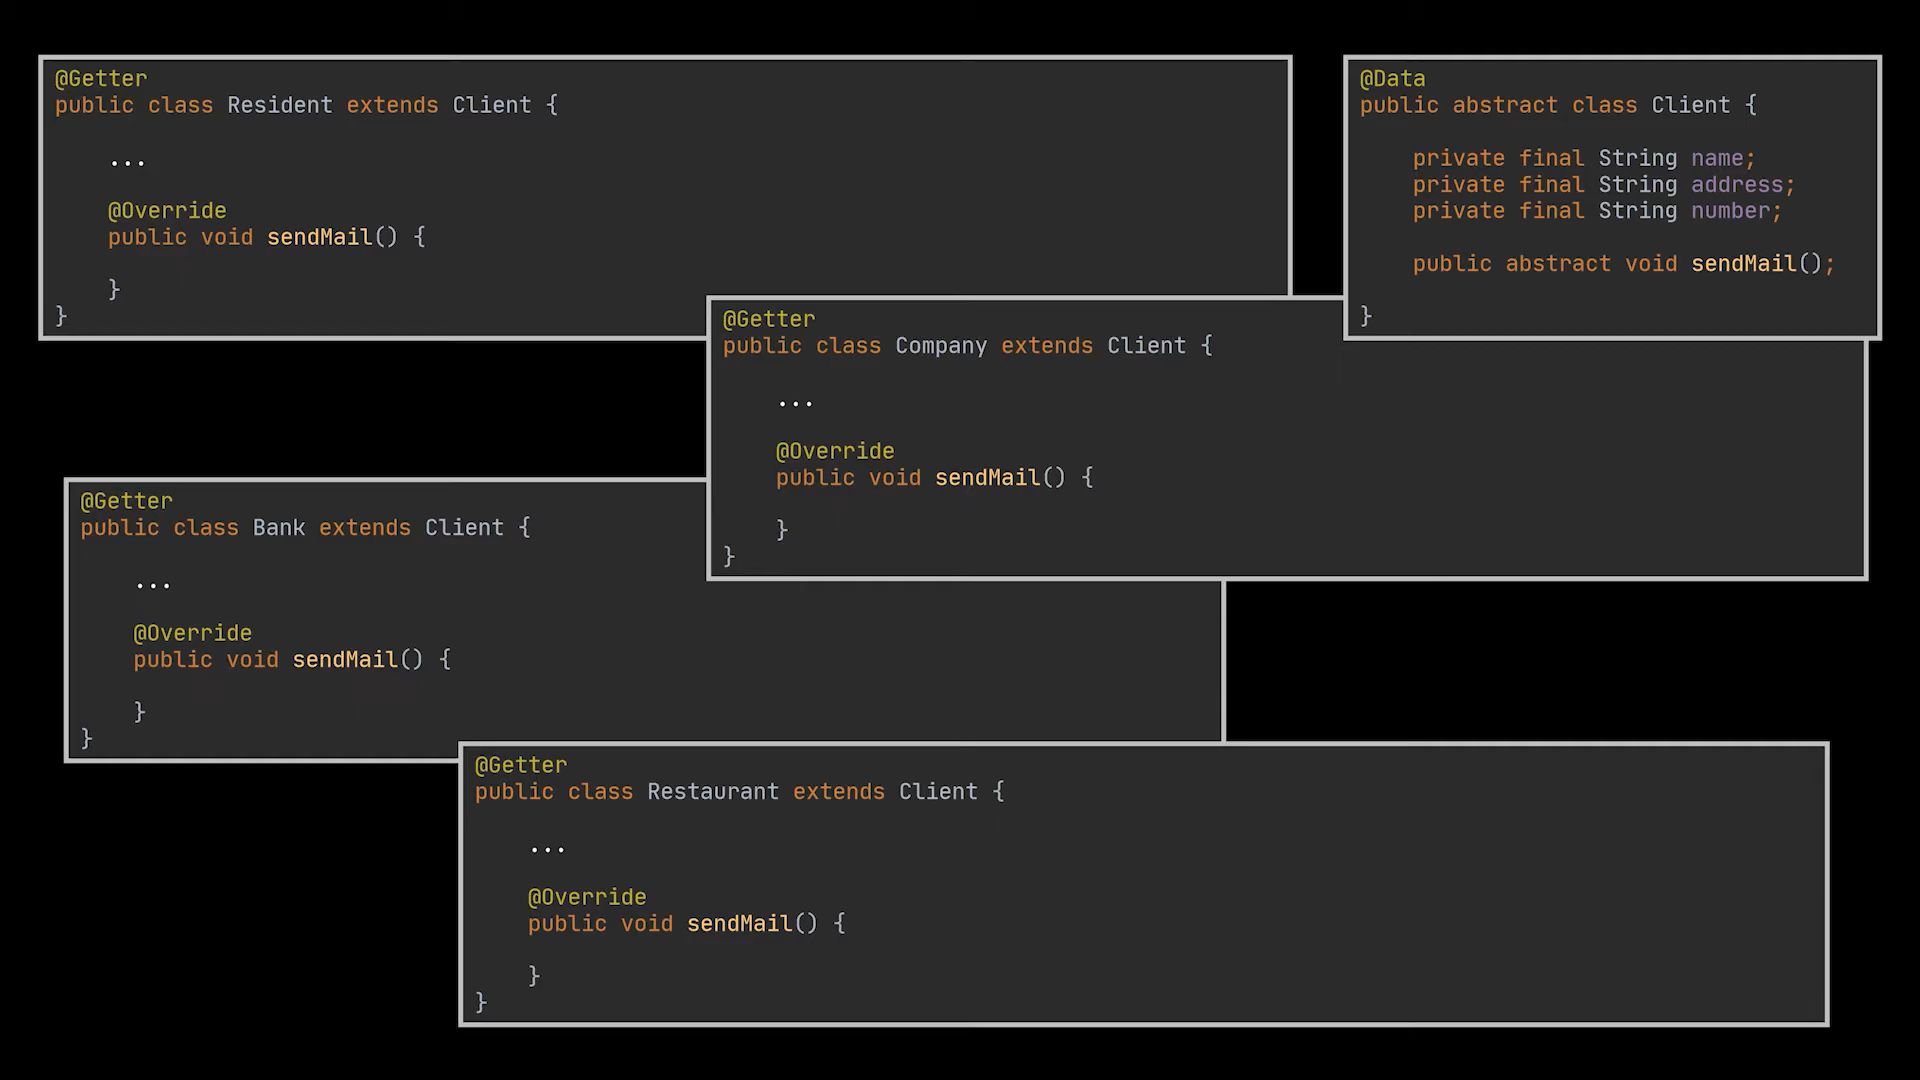 @Getter
public class Resident extends Client {
...
@Override
public void sendMail() {
}
}
@Data
public abstract class Client {
private final String name;
private final String address;
private final String number;
public abstract void sendMail();
}
@Getter
public class Company extends Client {
...
@Override
public void sendMail() {
}
}
@Getter
public class Bank extends Client {
...
@Override
public void sendMail() {
}
}
@Getter
public class Restaurant extends Client {
...
@Override
public void sendMail() {
}
}